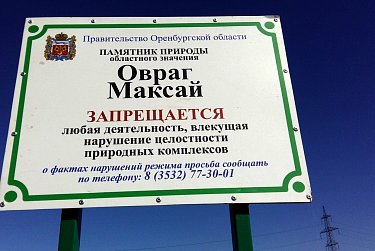 Правительство Оренбургской области
ПАМЯТНИК ПРИРОДЫ
областного значения
Овраг
Максай
ЗАПРЕЩАЕТСЯ
любая деятельность, влекущая
нарушение целостности
природных комплексов
о фактах нарушений режима просьба сообщать
по телефону: 8 (3532) 77-30-01